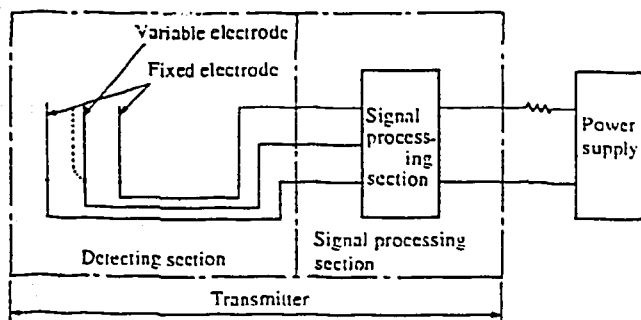 Variable electrode
Fixed electrode
Signal
process-
ing
section
Power
supply
Detecting section
Signal processing
section
Transmitter